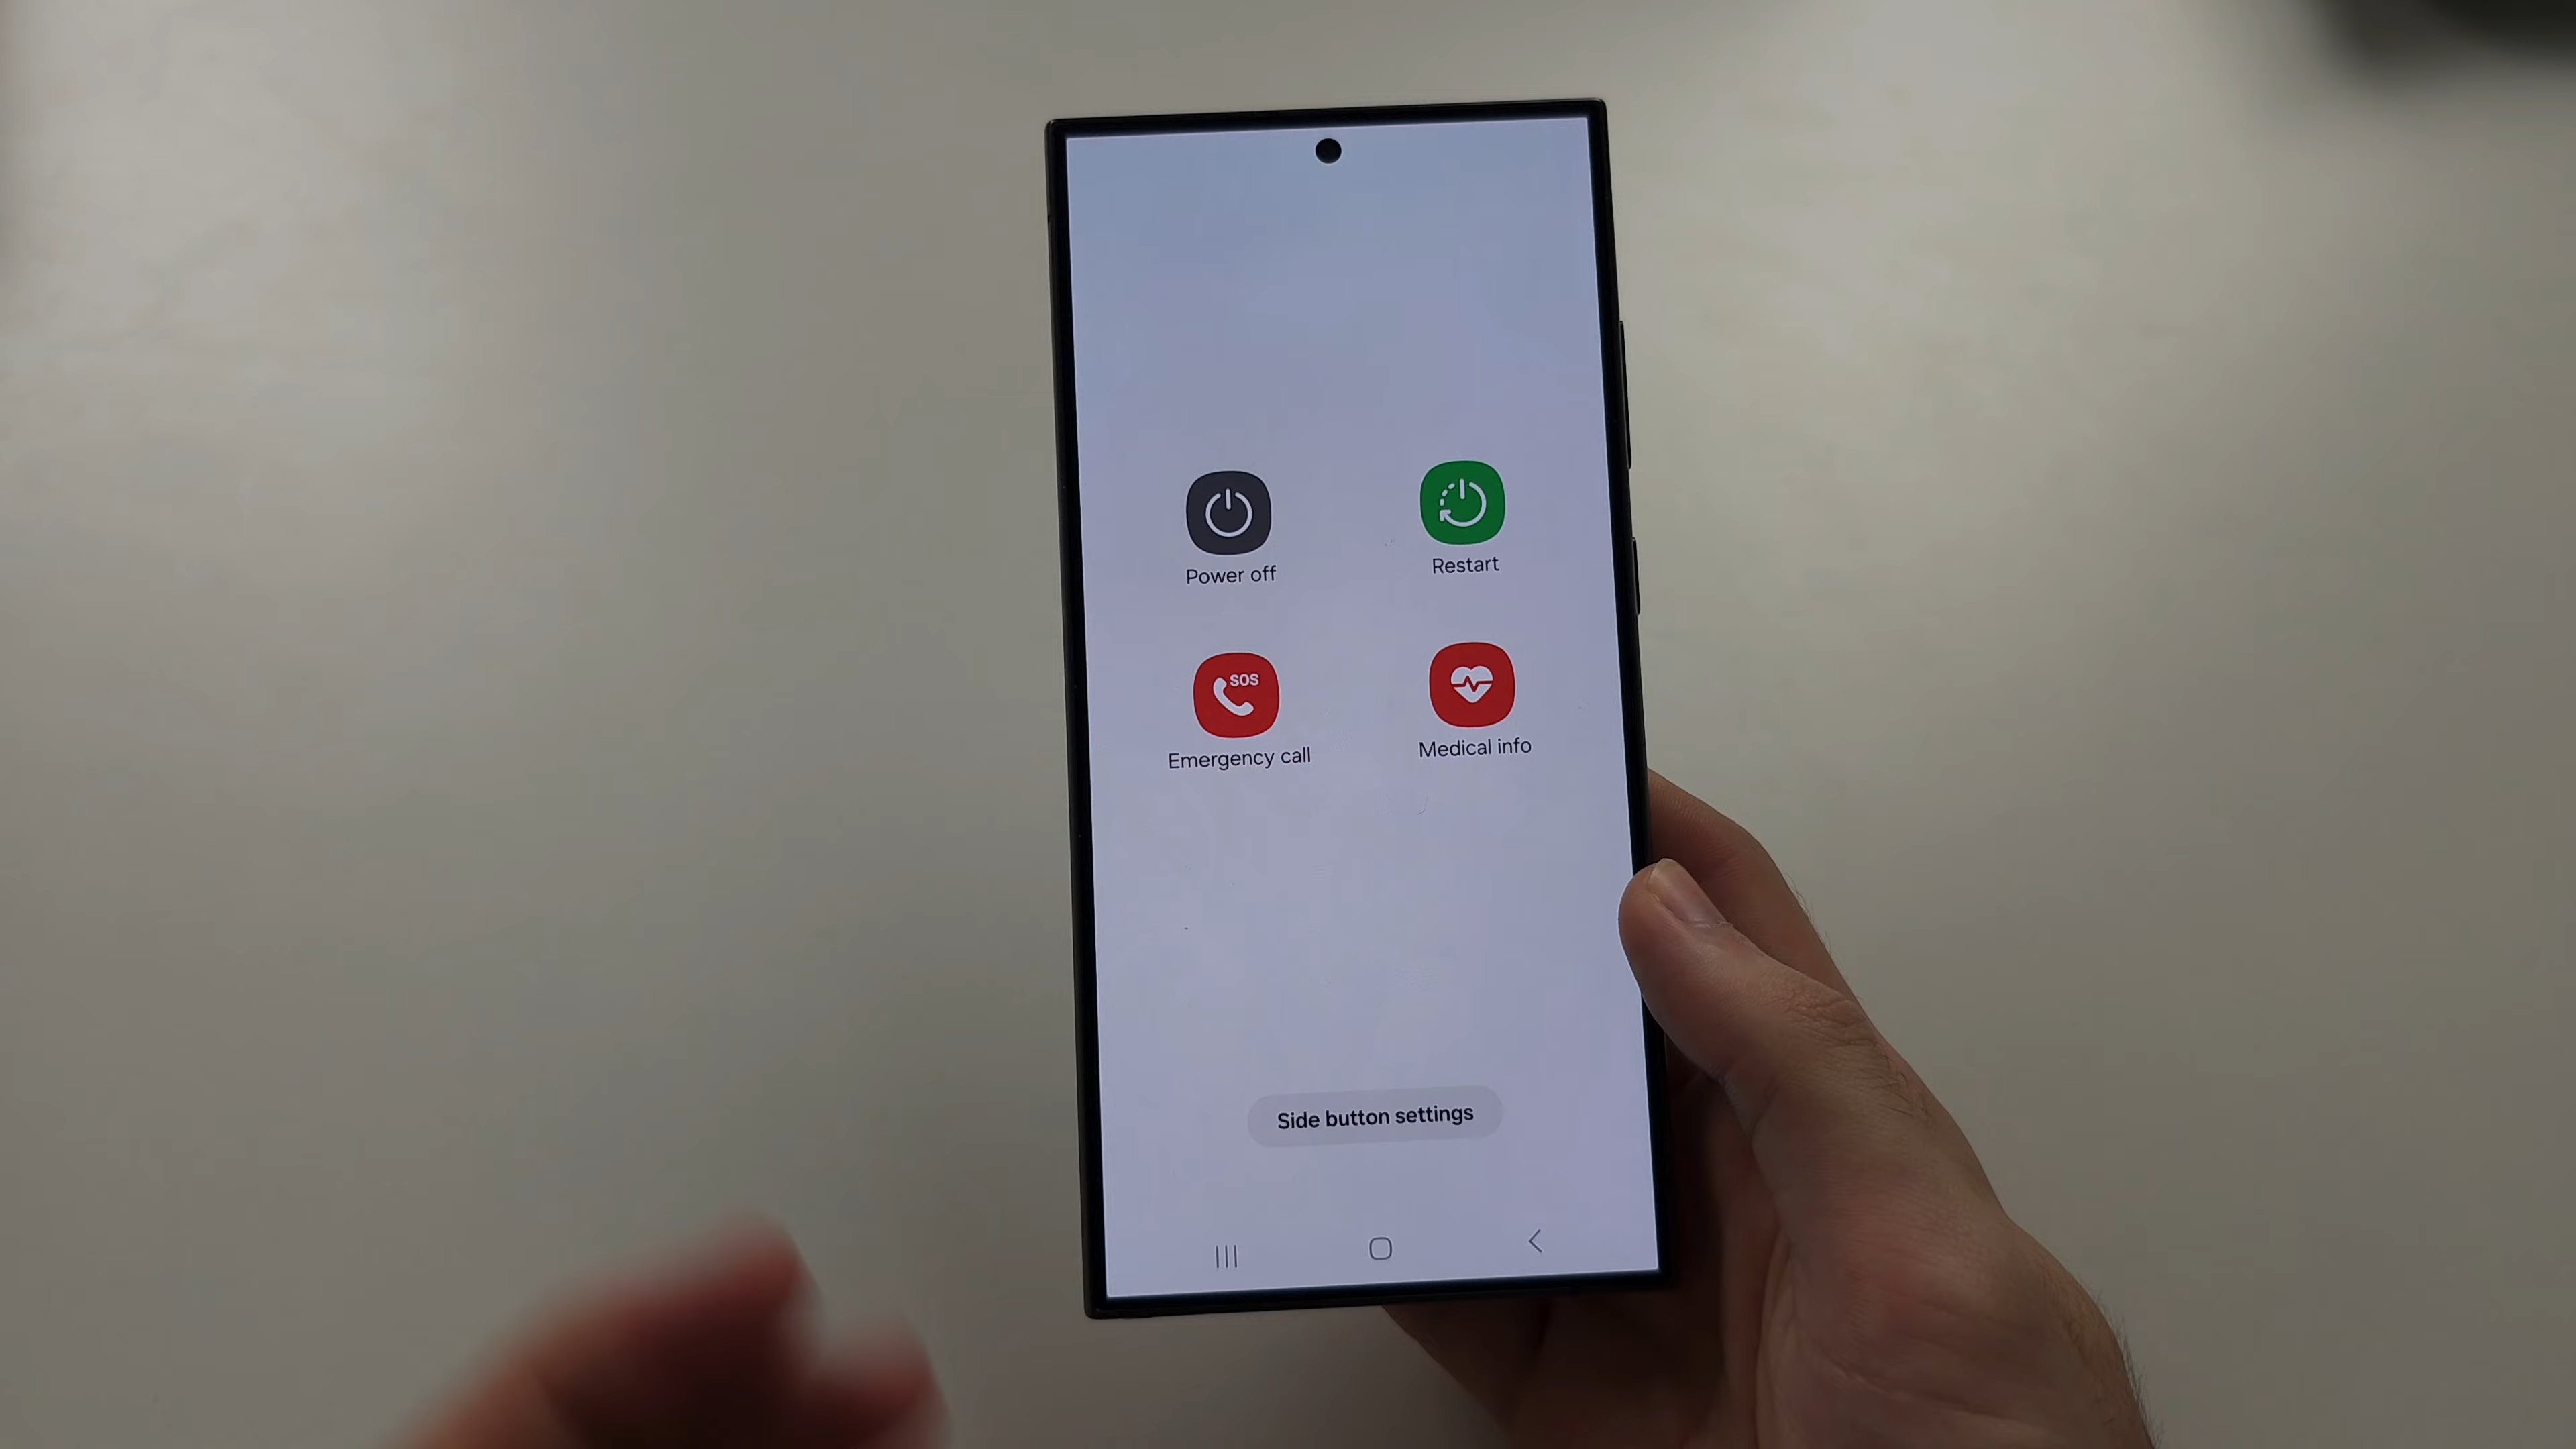 Power off
Restart
SOS
Emergency call
Medical info
Side button settings